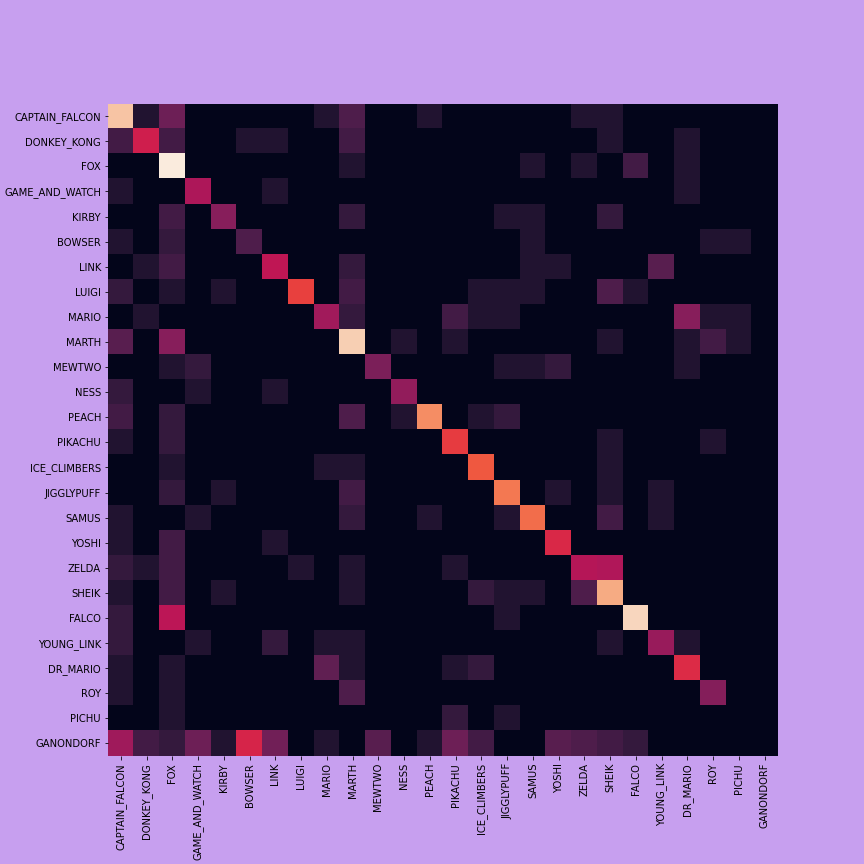 CAPTAIN_FALCON
DONKEY_KONG
FOX
GAME_AND_WATCH
KIRBY
BOWSER
LINK
LUIGI
MARIO
MARTH
MEWTWO
NESS
PEACH
PIKACHU
ICE_CLIMBERS
JIGGLYPUFF
SAMUS
YOSHI
ZELDA
SHEIK
FALCO
YOUNG_LINK
DR_MARIO
ROY
PICHU
GANONDORF
CAPTAIN_FALCON
DONKEY_KONG
FOX
GAME_AND_WATCH
KIRBY
BOWSER
LINK
LUIGI
MARIO
MARTH
MEWTWO
NESS
PEACH
PIKACHU
ICE_CLIMBERS
JIGGLYPUFF
SAMUS
YOSHI
ZELDA
SHEIK
FALCO
YOUNG_LINK
DR_MARIO
ROY
PICHU
GANONDORF